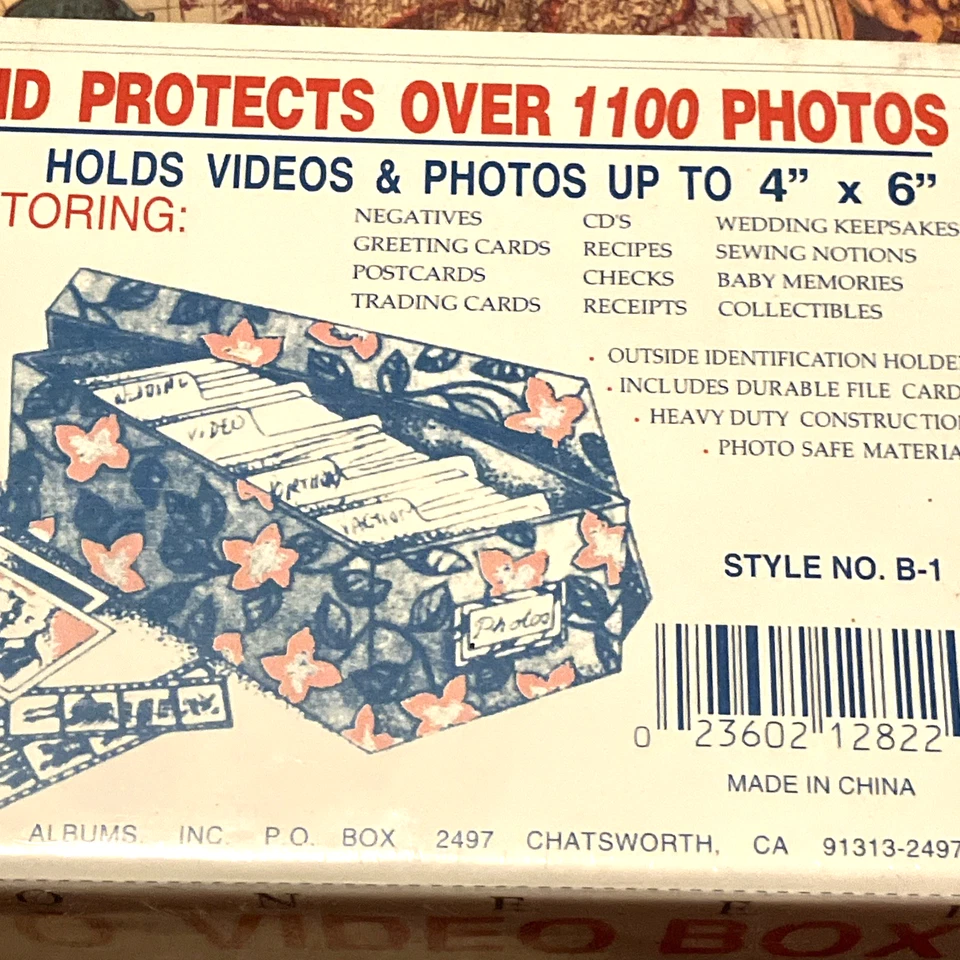 ID PROTECTS OVER 1100 PHOTOS
HOLDS VIDEOS & PHOTOS UP TO 4” x 6”
TORING:
NEGATIVES CD'S WEDDING KEEPSAKES
GREETING CARDS RECIPES SEWING NOTIONS
POSTCARDS CHECKS BABY MEMORIES
TRADING CARDS RECEIPTS COLLECTIBLES
. OUTSIDE IDENTIFICATION HOLDE
. INCLUDES DURABLE FILE CARD
. HEAVY DUTY CONSTRUCTIO
. PHOTO SAFE MATERIA
VIDEO
Photos
STYLE NO. B-1
0 23602 12822
MADE IN CHINA
ALBUMS, INC. P.O. BOX 2497 CHATSWORTH, CA 91313-2497
O N E E R
O VIDEO BOX